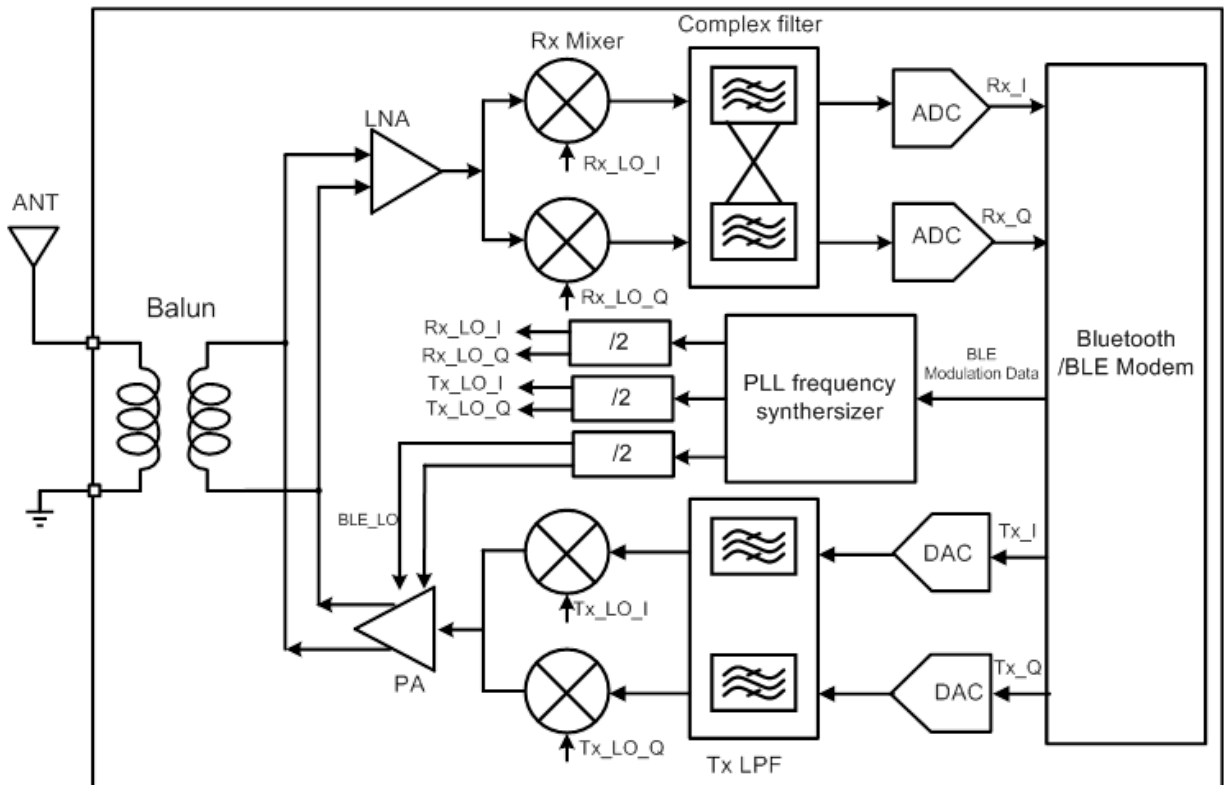 Complex filter
Rx Mixer
LNA
ADC
Rx_I
Rx_LO_I
ANT
ADC
Rx_Q
Rx_LO_Q
Balun
Rx_LO_I
Rx_LO_Q
/2
Tx_LO_I
Tx_LO_Q
/2
/2
PLL frequency
synthersizer
BLE
Modulation Data
Bluetooth
/BLE Modem
BLE_LO
Tx_LO_I
DAC
Tx_I
PA
Tx_LO_Q
DAC
Tx_Q
Tx LPF